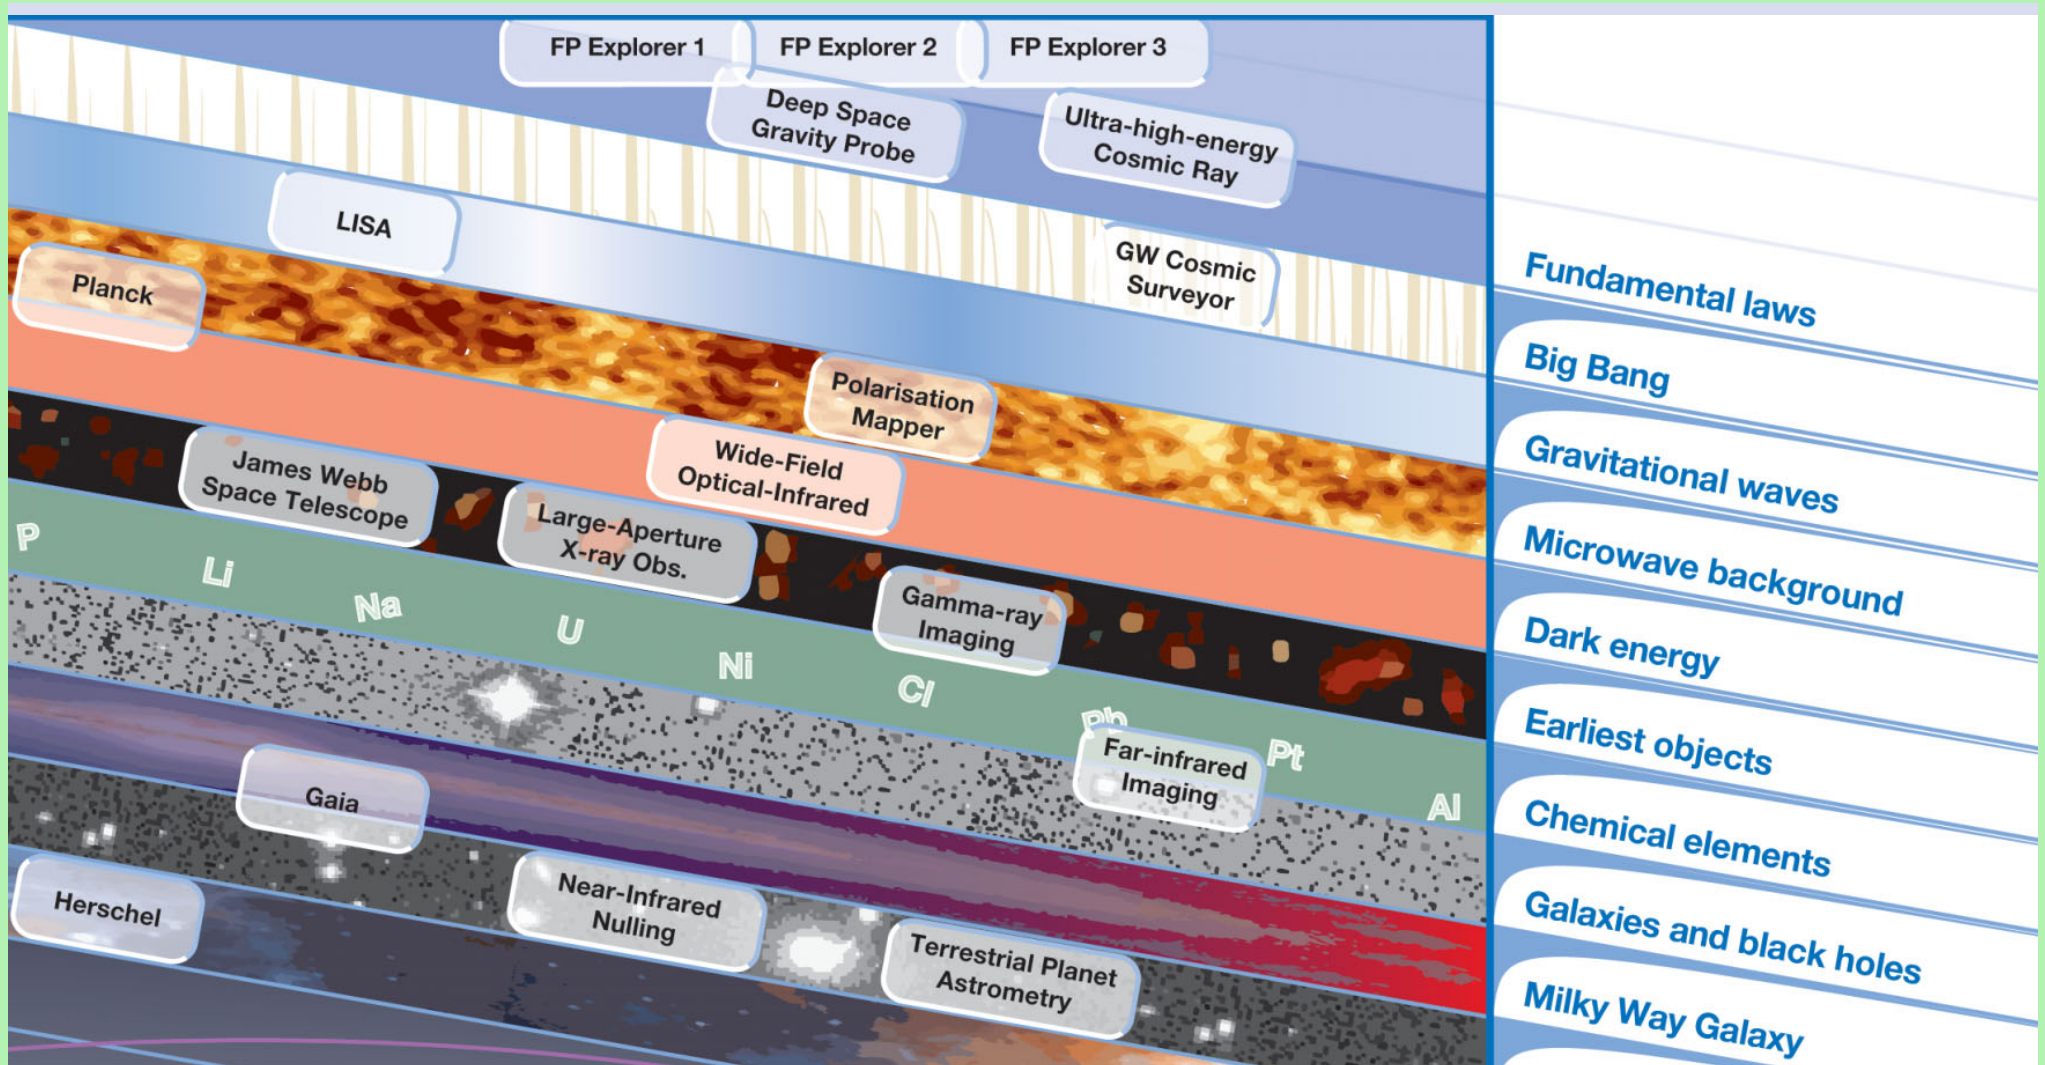 FP Explorer 1
FP Explorer 2
FP Explorer 3
Deep Space
Gravity Probe
Ultra-high-energy
Cosmic Ray
LISA
GW Cosmic
Surveyor
Planck
Polarisation
Mapper
Wide-Field
Optical-Infrared
James Webb
Space Telescope
Large-Aperture
X-ray Obs.
Gamma-ray
Imaging
P
Li
Na
U
Ni
Cl
Pb
Pt
Al
Far-infrared
Imaging
Gaia
Near-Infrared
Nulling
Herschel
Terrestrial Planet
Astrometry
Fundamental laws
Big Bang
Gravitational waves
Microwave background
Dark energy
Earliest objects
Chemical elements
Galaxies and black holes
Milky Way Galaxy